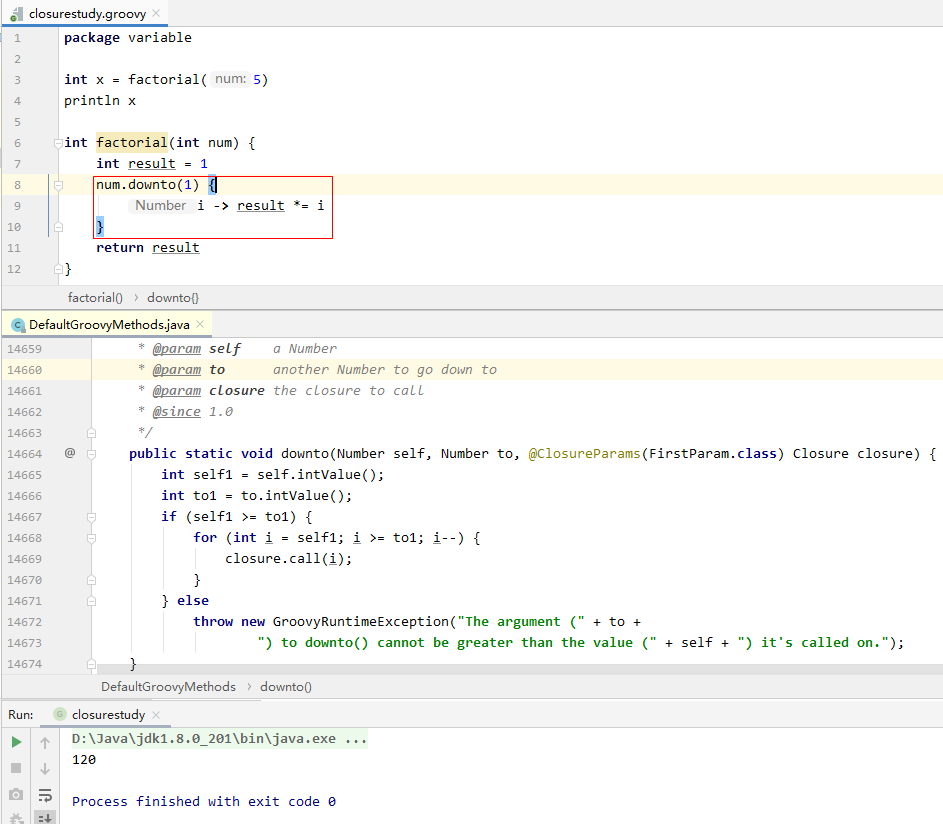 closurestudy.groovy
1 package variable
2
3 int x = factorial( num: 5)
4 println x
5
6 int factorial(int num) {
7 int result = 1
8 num.downto(1) {
9 Number i -> result *= i
10 }
11 return result
12 }
factorial() › downto{}
DefaultGroovyMethods.java
14659 * @param self a Number
14660 * @param to another Number to go down to
14661 * @param closure the closure to call
14662 * @since 1.0
14663 */
14664 @ public static void downto(Number self, Number to, @ClosureParams(FirstParam.class) Closure closure) {
14665 int self1 = self.intValue();
14666 int to1 = to.intValue();
14667 if (self1 >= to1) {
14668 for (int i = self1; i >= to1; i--) {
14669 closure.call(i);
14670 }
14671 } else
14672 throw new GroovyRuntimeException("The argument (" + to +
14673 ") to downto() cannot be greater than the value (" + self + ") it's called on.");
14674 }
DefaultGroovyMethods › downto()
Run: closurestudy
D:\Java\jdk1.8.0_201\bin\java.exe ...
120
Process finished with exit code 0